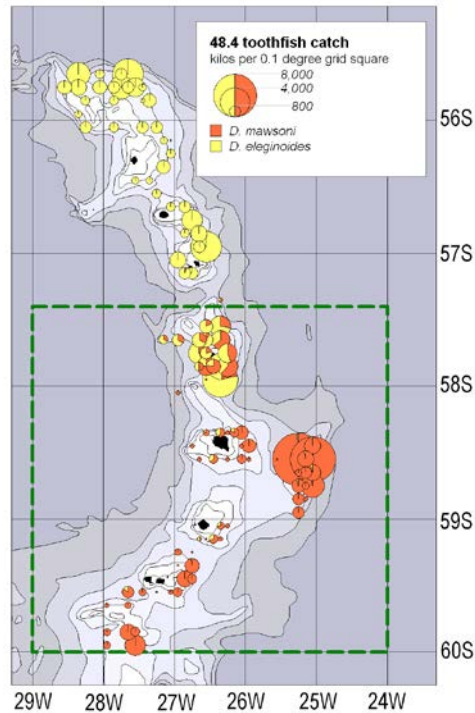 48.4 toothfish catch
kilos per 0.1 degree grid square
8,000
4,000
800
D. mawsoni
D. eleginoides
56S
57S
58S
59S
60S
29W 28W 27W 26W 25W 24W